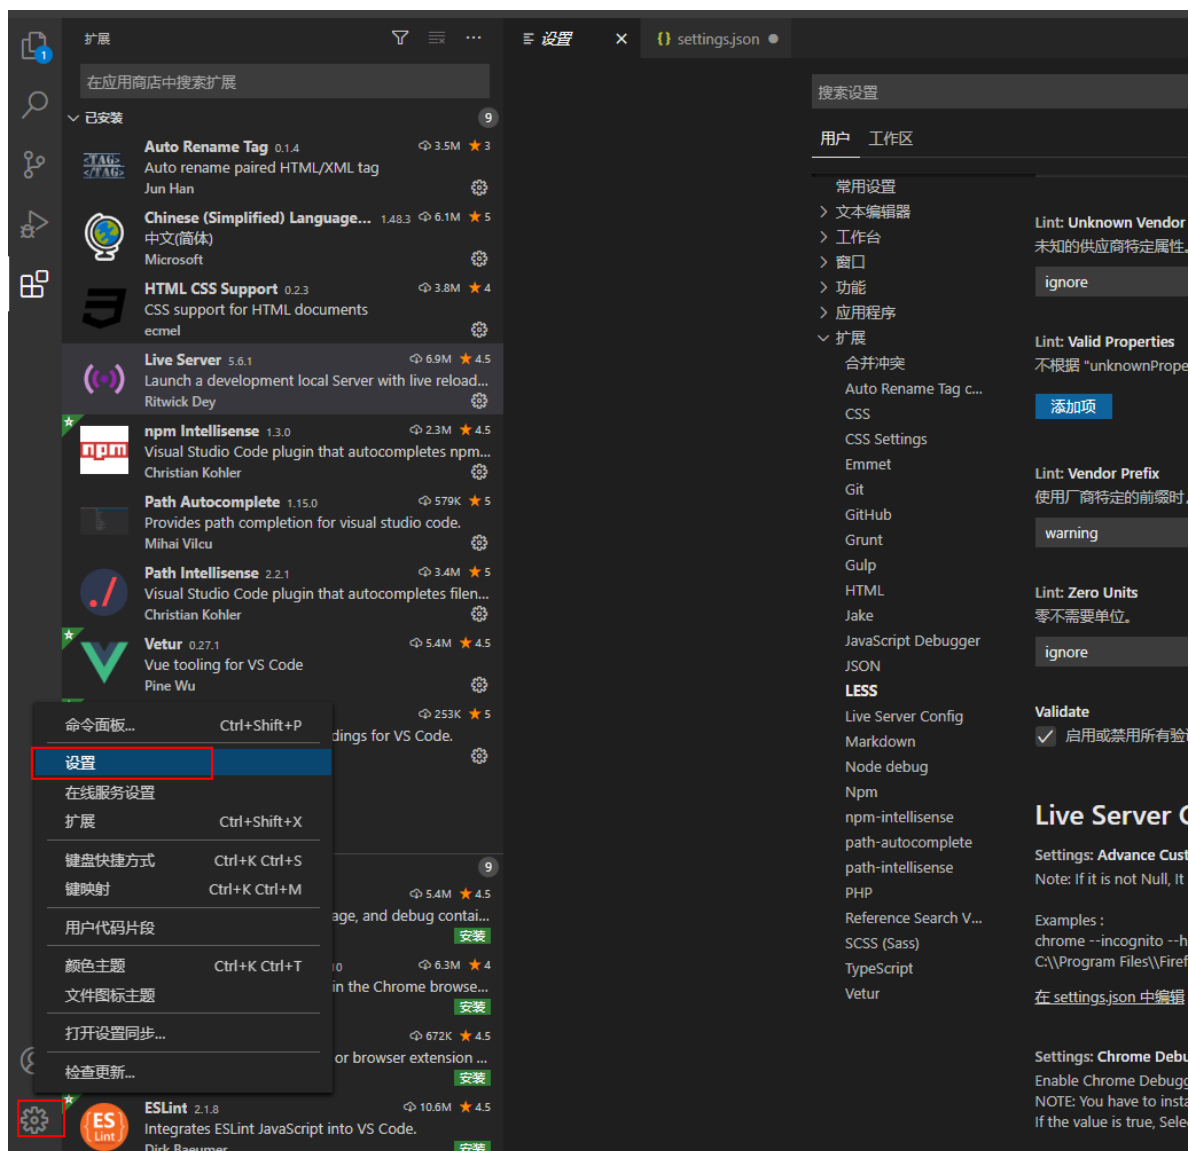 扩展
设置
settings.json
1
在应用商店中搜索扩展
搜索设置
已安装
9
用户 工作区
Auto Rename Tag 0.1.4 3.5M 3
Auto rename paired HTML/XML tag
Jun Han
Chinese (Simplified) Language... 1.48.3 6.1M 5
中文(简体)
Microsoft
HTML CSS Support 0.2.3 3.8M 4
CSS support for HTML documents
ecmel
Live Server 5.6.1 6.9M 4.5
Launch a development local Server with live reload...
Ritwick Dey
npm Intellisense 1.3.0 2.3M 4.5
Visual Studio Code plugin that autocompletes npm...
Christian Kohler
npm
Path Autocomplete 1.15.0 579K 5
Provides path completion for visual studio code.
Mihai Vilcu
Path Intellisense 2.2.1 3.4M 5
Visual Studio Code plugin that autocompletes filen...
Christian Kohler
Vetur 0.27.1 5.4M 4.5
Vue tooling for VS Code
Pine Wu
253K 5
dings for VS Code.
命令面板... Ctrl+Shift+P
设置
在线服务设置
扩展 Ctrl+Shift+X
键盘快捷方式 Ctrl+K Ctrl+S
键映射 Ctrl+K Ctrl+M
用户代码片段
颜色主题 Ctrl+K Ctrl+T
文件图标主题
打开设置同步...
检查更新...
9
5.4M 4.5
age, and debug contai...
安装
10 6.3M 4
in the Chrome browse...
安装
672K 4.5
or browser extension ...
安装
ESLint 2.1.8 10.6M 4.5
Integrates ESLint JavaScript into VS Code.
Dirk Baeumer
安装
ES
Lint
<TAG>
</TAG>
常用设置
文本编辑器
工作台
窗口
功能
应用程序
扩展
合并冲突
Auto Rename Tag c...
CSS
CSS Settings
Emmet
Git
GitHub
Grunt
Gulp
HTML
Jake
JavaScript Debugger
JSON
LESS
Live Server Config
Markdown
Node debug
Npm
npm-intellisense
path-autocomplete
path-intellisense
PHP
Reference Search V...
SCSS (Sass)
TypeScript
Vetur
Lint: Unknown Vendor
未知的供应商特定属性。
ignore
Lint: Valid Properties
不根据 "unknownPrope
添加项
Lint: Vendor Prefix
使用厂商特定的前缀时,
warning
Lint: Zero Units
零不需要单位。
ignore
Validate
启用或禁用所有验
Live Server C
Settings: Advance Cust
Note: If it is not Null, It
Examples :
chrome --incognito --h
C:\\Program Files\\Firef
在 settings.json 中编辑
Settings: Chrome Debu
Enable Chrome Debugg
NOTE: You have to insta
If the value is true, Sele